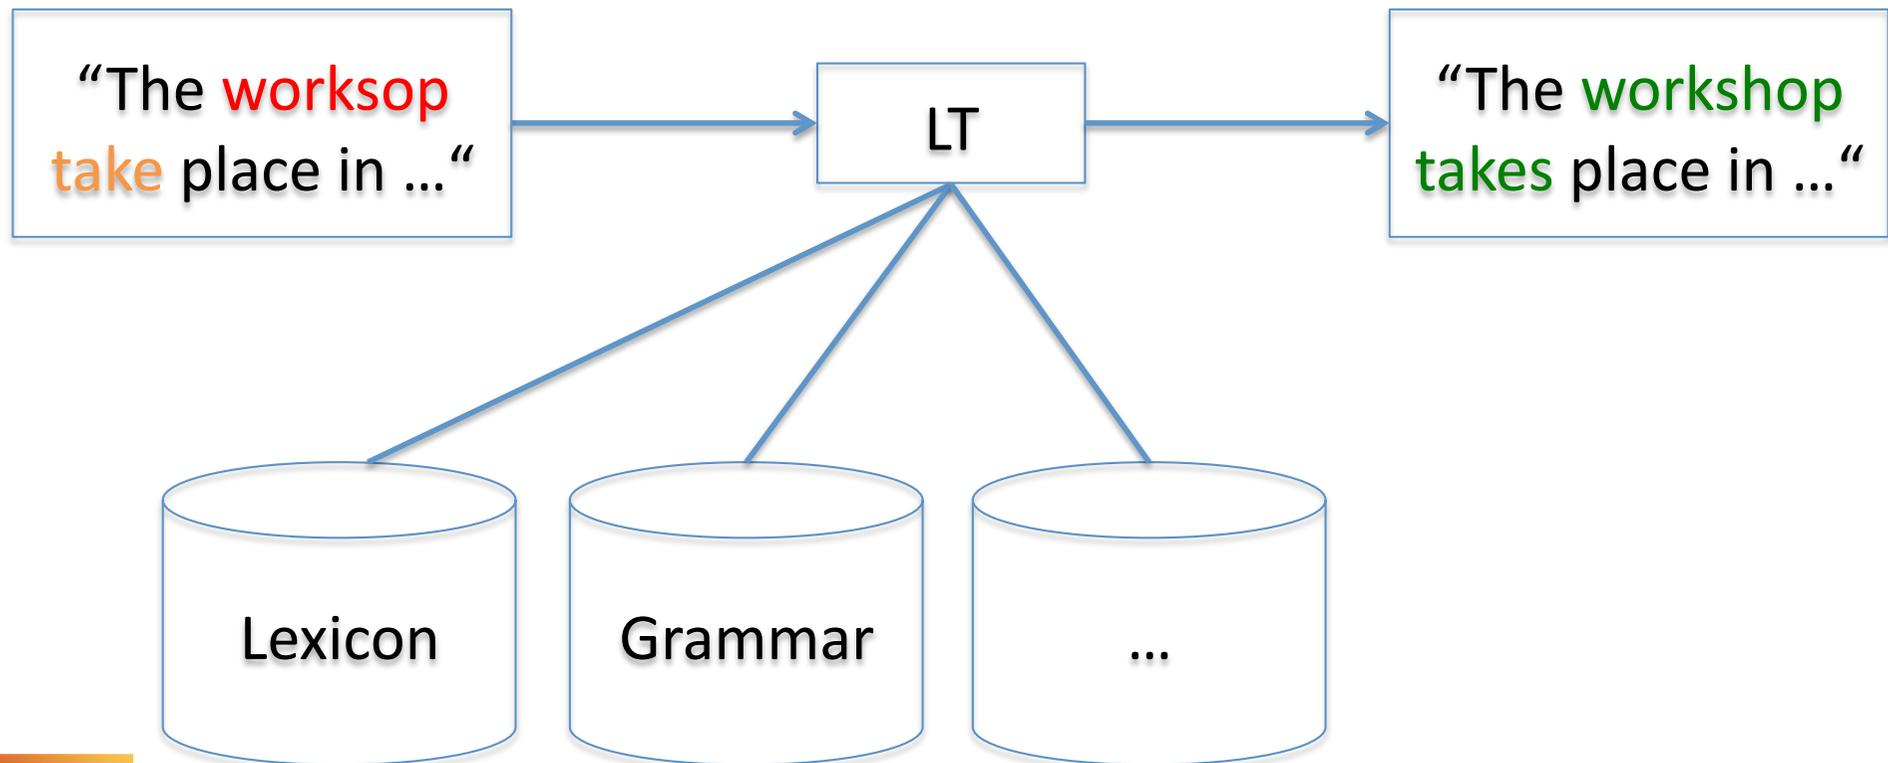 “The worksop
take place in ...“
LT
“The workshop
takes place in ...“
Lexicon
Grammar
...